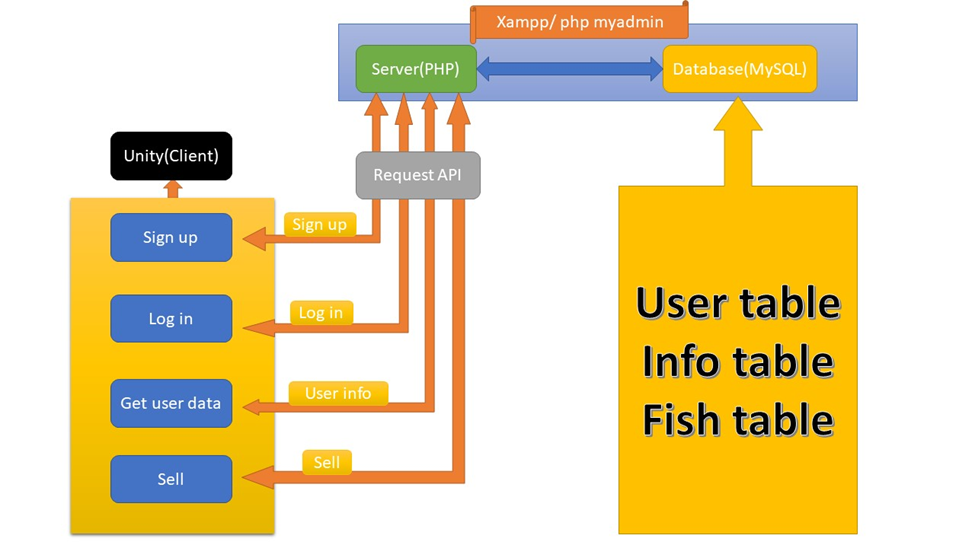 Xampp/ php myadmin
Server(PHP)
Database(MySQL)
Unity(Client)
Request API
Sign up
Sign up
Log in
Log in
Get user data
User info
Sell
Sell
User table
Info table
Fish table